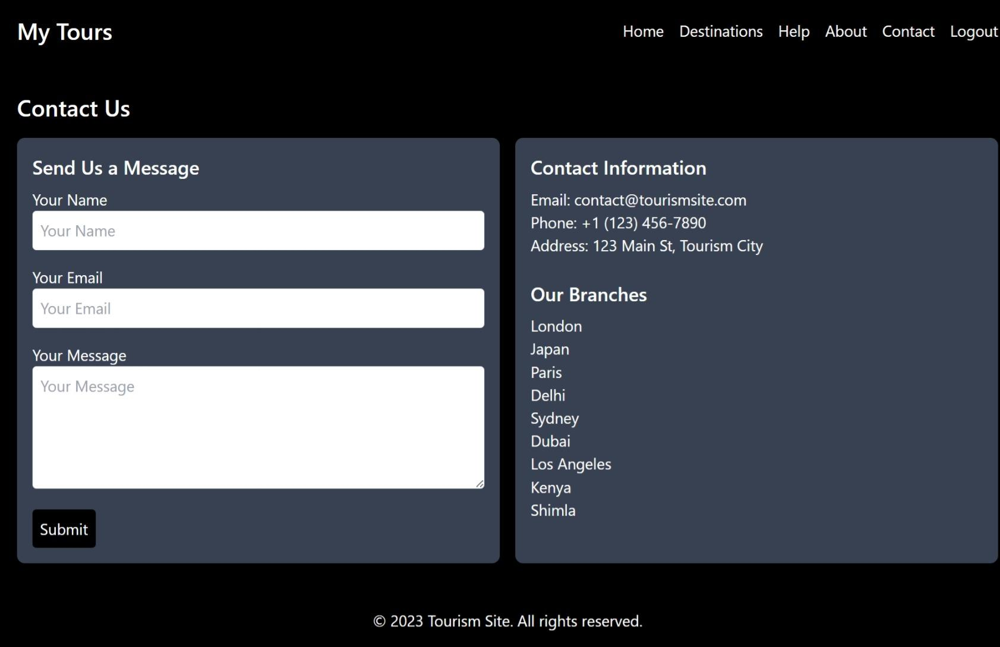 My Tours
Home Destinations Help About Contact Logout
Contact Us
Send Us a Message
Your Name
Your Name
Your Email
Your Email
Your Message
Your Message
Submit
Contact Information
Email: contact@tourismsite.com
Phone: +1 (123) 456-7890
Address: 123 Main St, Tourism City
Our Branches
London
Japan
Paris
Delhi
Sydney
Dubai
Los Angeles
Kenya
Shimla
© 2023 Tourism Site. All rights reserved.